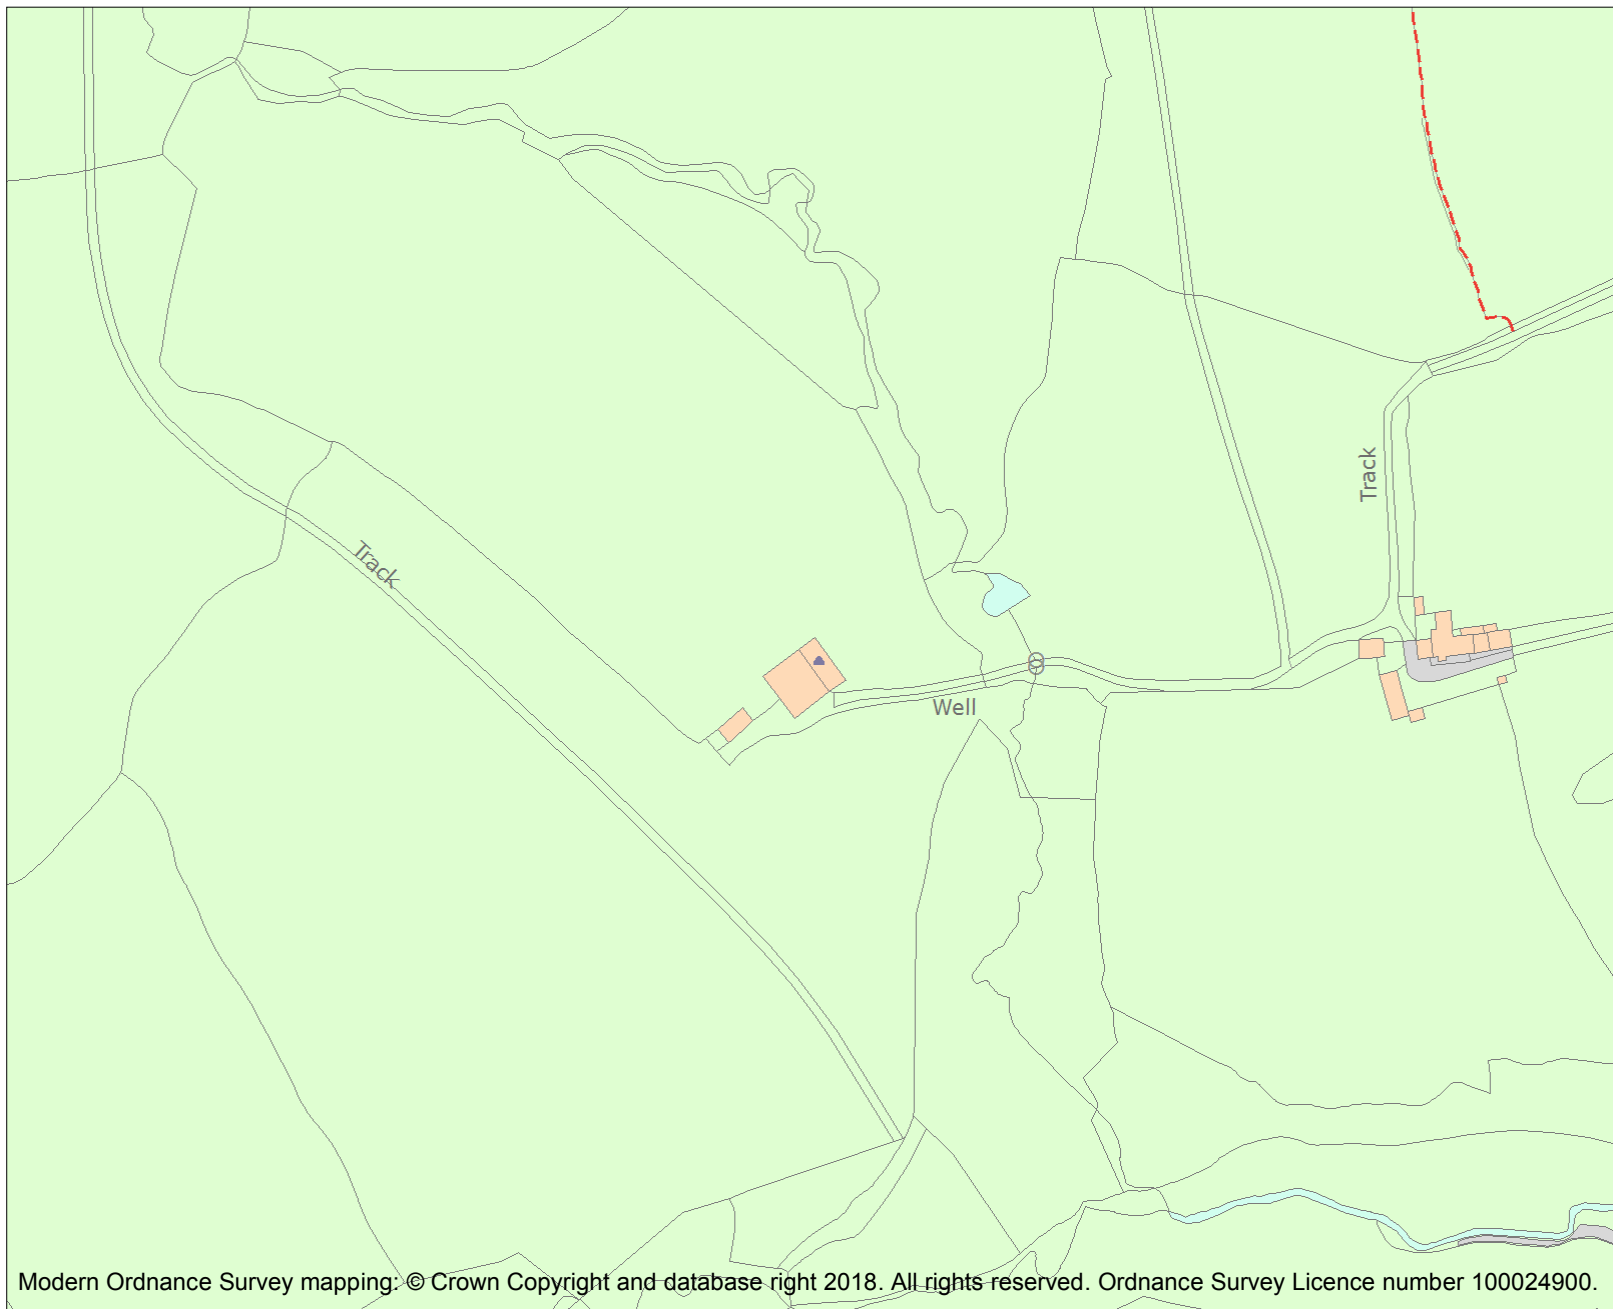 Track
Track
Well
Modern Ordnance Survey mapping: © Crown Copyright and database right 2018. All rights reserved. Ordnance Survey Licence number 100024900.